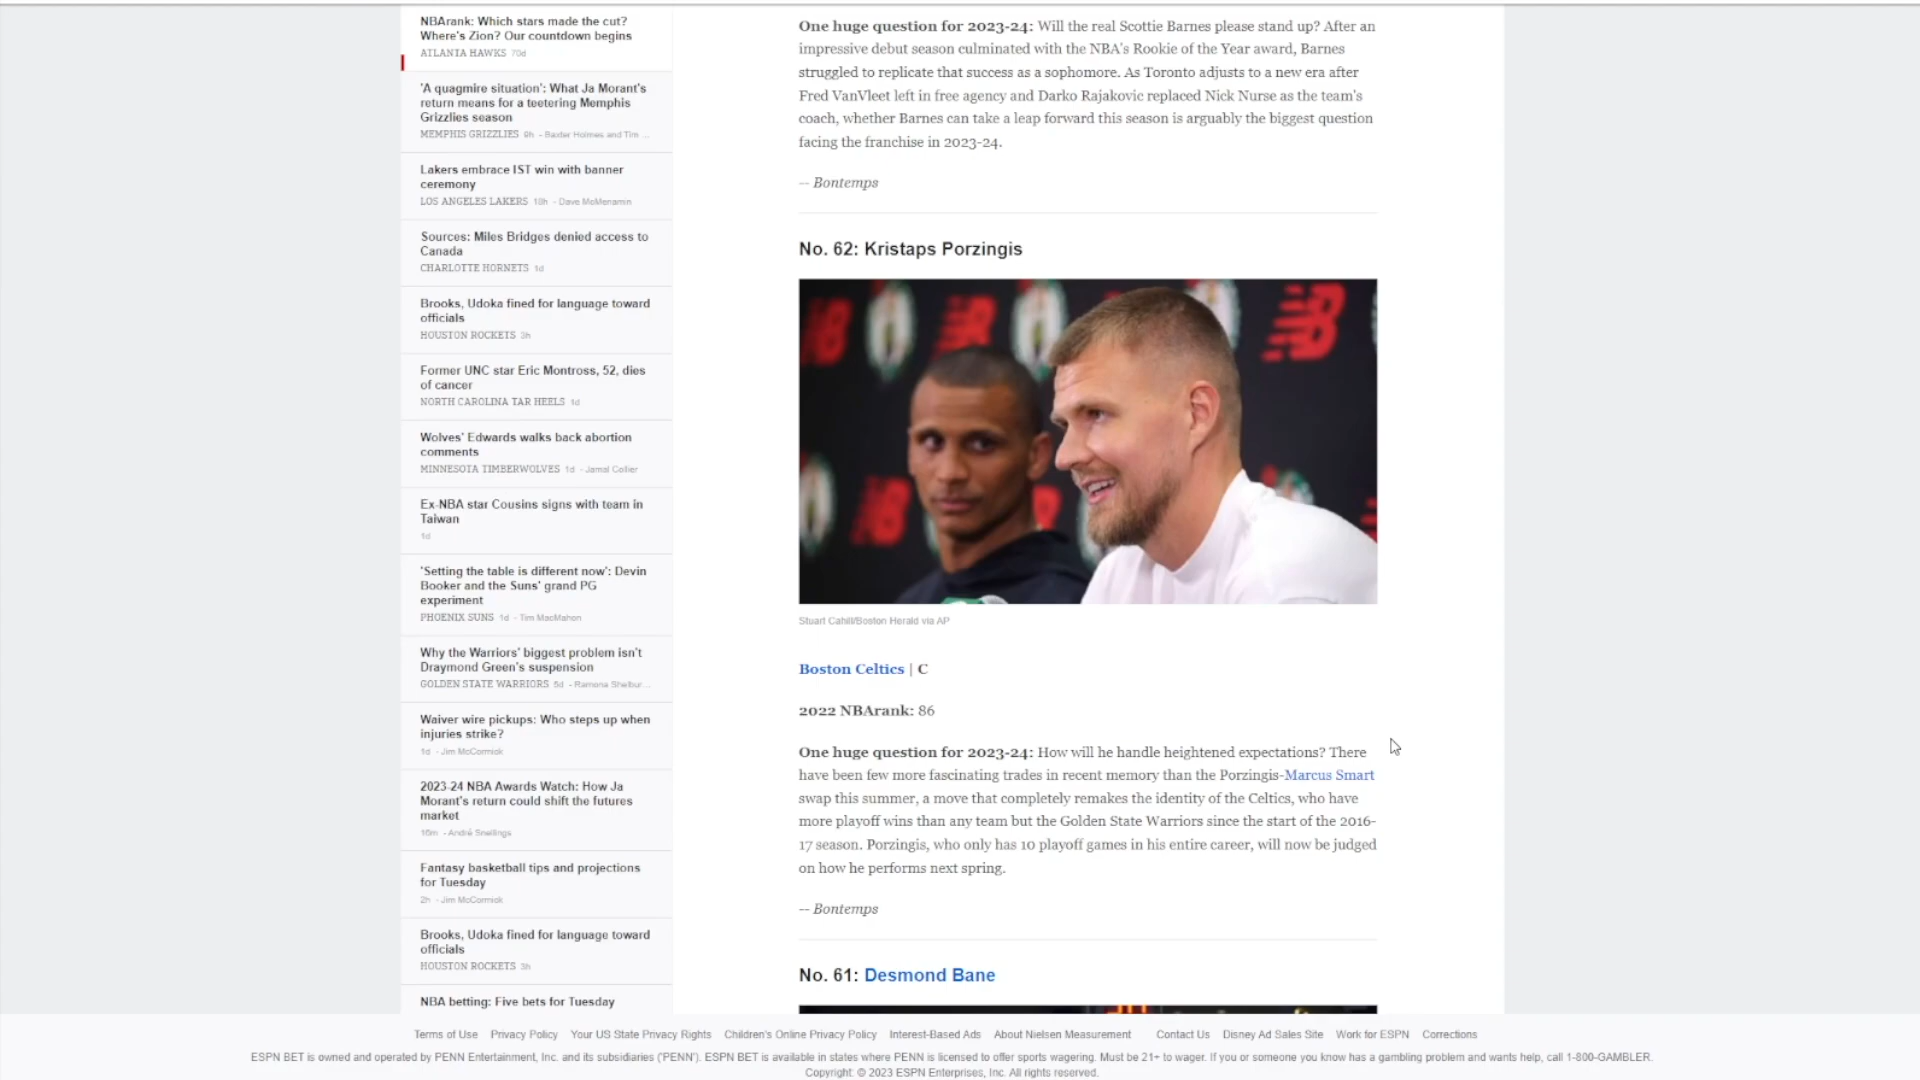 NBArank: Which stars made the cut?
Where's Zion? Our countdown begins
ATLANTA HAWKS 70d
'A quagmire situation': What Ja Morant's
return means for a teetering Memphis
Grizzlies season
MEMPHIS GRIZZLIES 9h - Baxter Holmes and Tim ...
Lakers embrace IST win with banner
ceremony
LOS ANGELES LAKERS 18h - Dave McMenamin
Sources: Miles Bridges denied access to
Canada
CHARLOTTE HORNETS 1d
Brooks, Udoka fined for language toward
officials
HOUSTON ROCKETS 3h
Former UNC star Eric Montross, 52, dies
of cancer
NORTH CAROLINA TAR HEELS 1d
Wolves' Edwards walks back abortion
comments
MINNESOTA TIMBERWOLVES 1d - Jamal Collier
Ex-NBA star Cousins signs with team in
Taiwan
1d
'Setting the table is different now': Devin
Booker and the Suns' grand PG
experiment
PHOENIX SUNS 1d - Tim MacMahon
Why the Warriors' biggest problem isn't
Draymond Green's suspension
GOLDEN STATE WARRIORS 5d - Ramona Shelbur...
Waiver wire pickups: Who steps up when
injuries strike?
1d - Jim McCormick
2023-24 NBA Awards Watch: How Ja
Morant's return could shift the futures
market
16m - André Snellings
Fantasy basketball tips and projections
for Tuesday
2h - Jim McCormick
Brooks, Udoka fined for language toward
officials
HOUSTON ROCKETS 3h
NBA betting: Five bets for Tuesday
One huge question for 2023-24: Will the real Scottie Barnes please stand up? After an
impressive debut season culminated with the NBA's Rookie of the Year award, Barnes
struggled to replicate that success as a sophomore. As Toronto adjusts to a new era after
Fred VanVleet left in free agency and Darko Rajakovic replaced Nick Nurse as the team's
coach, whether Barnes can take a leap forward this season is arguably the biggest question
facing the franchise in 2023-24.
-- Bontemps
No. 62: Kristaps Porzingis
Stuart Cahill/Boston Herald via AP
Boston Celtics | C
2022 NBArank: 86
One huge question for 2023-24: How will he handle heightened expectations? There
have been few more fascinating trades in recent memory than the Porzingis-Marcus Smart
swap this summer, a move that completely remakes the identity of the Celtics, who have
more playoff wins than any team but the Golden State Warriors since the start of the 2016-
17 season. Porzingis, who only has 10 playoff games in his entire career, will now be judged
on how he performs next spring.
-- Bontemps
No. 61: Desmond Bane
Terms of Use Privacy Policy Your US State Privacy Rights Children's Online Privacy Policy Interest-Based Ads About Nielsen Measurement Contact Us Disney Ad Sales Site Work for ESPN Corrections
ESPN BET is owned and operated by PENN Entertainment, Inc. and its subsidiaries ('PENN'). ESPN BET is available in states where PENN is licensed to offer sports wagering. Must be 21+ to wager. If you or someone you know has a gambling problem and wants help, call 1-800-GAMBLER.
Copyright: © 2023 ESPN Enterprises, Inc. All rights reserved.